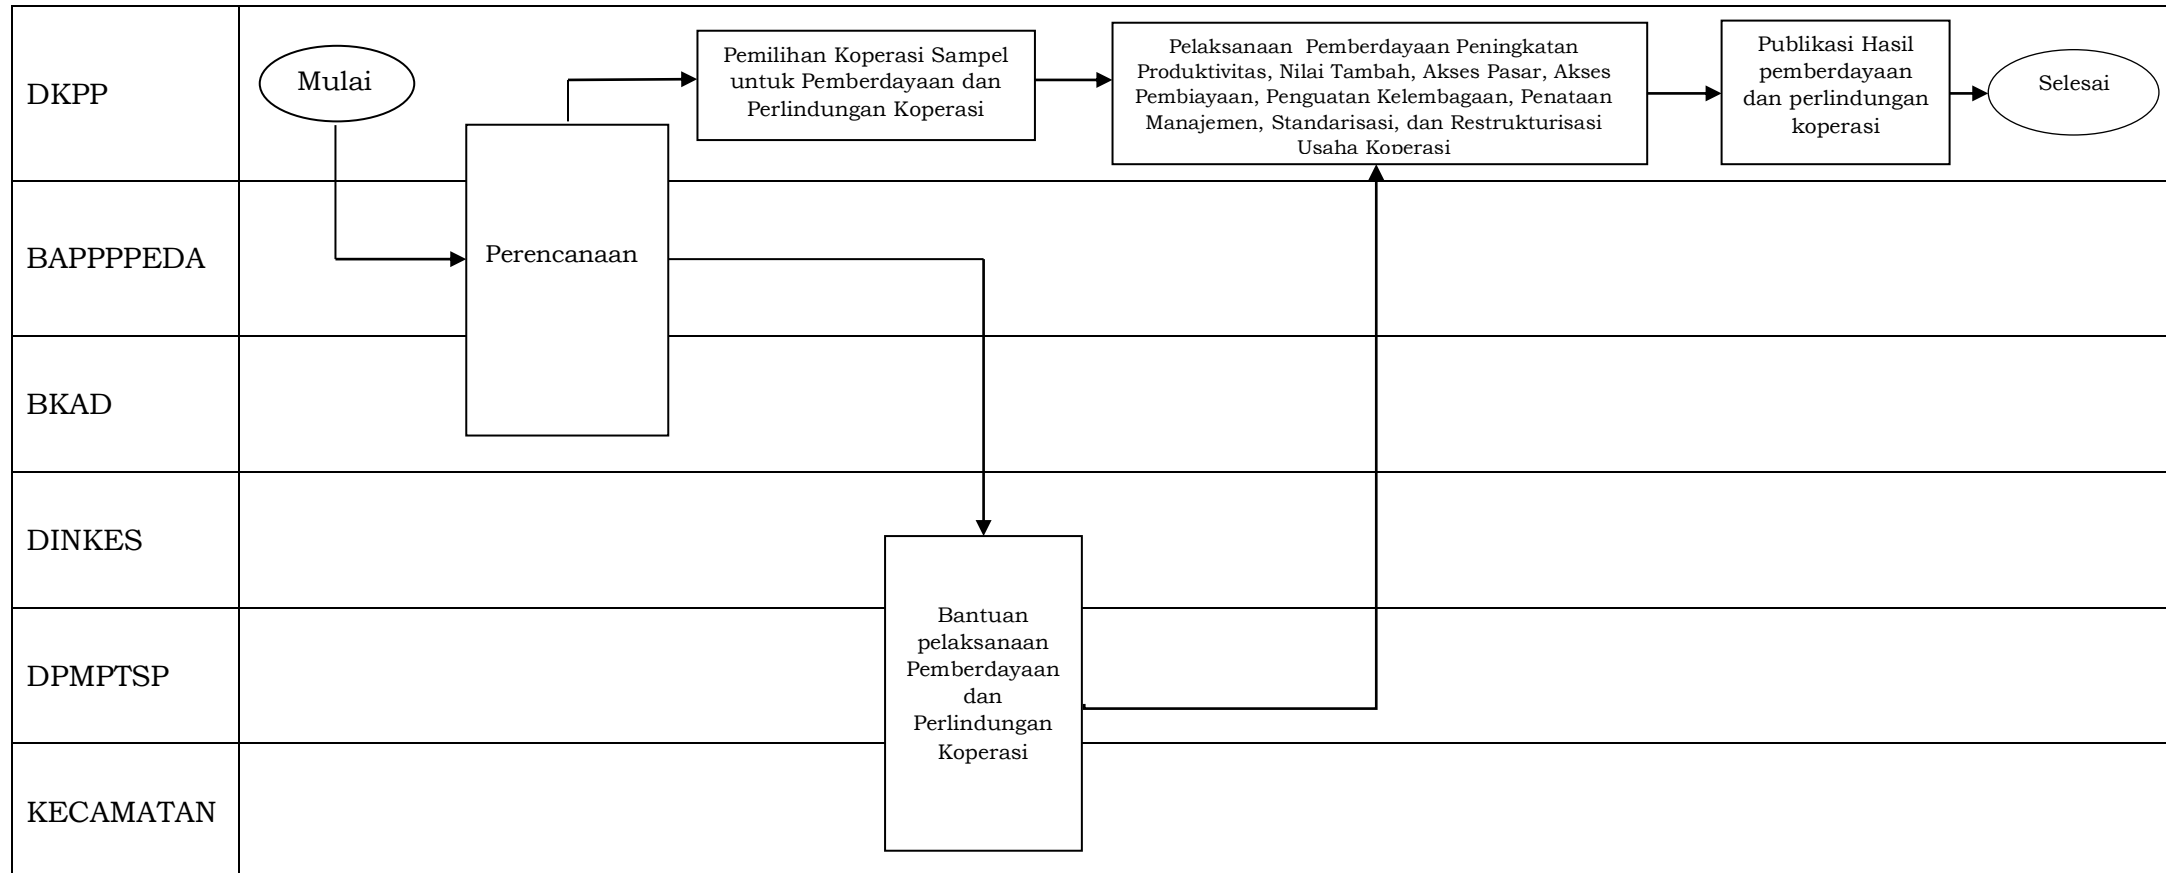 DKPP
Mulai
Pemilihan Koperasi Sampel
untuk Pemberdayaan dan
Perlindungan Koperasi
Pelaksanaan Pemberdayaan Peningkatan
Produktivitas, Nilai Tambah, Akses Pasar, Akses
Pembiayaan, Penguatan Kelembagaan, Penataan
Manajemen, Standarisasi, dan Restrukturisasi
Usaha Koperasi
Publikasi Hasil
pemberdayaan
dan perlindungan
koperasi
Selesai
BAPPPPEDA
Perencanaan
BKAD
DINKES
DPMPTSP
Bantuan
pelaksanaan
Pemberdayaan
dan
Perlindungan
Koperasi
KECAMATAN